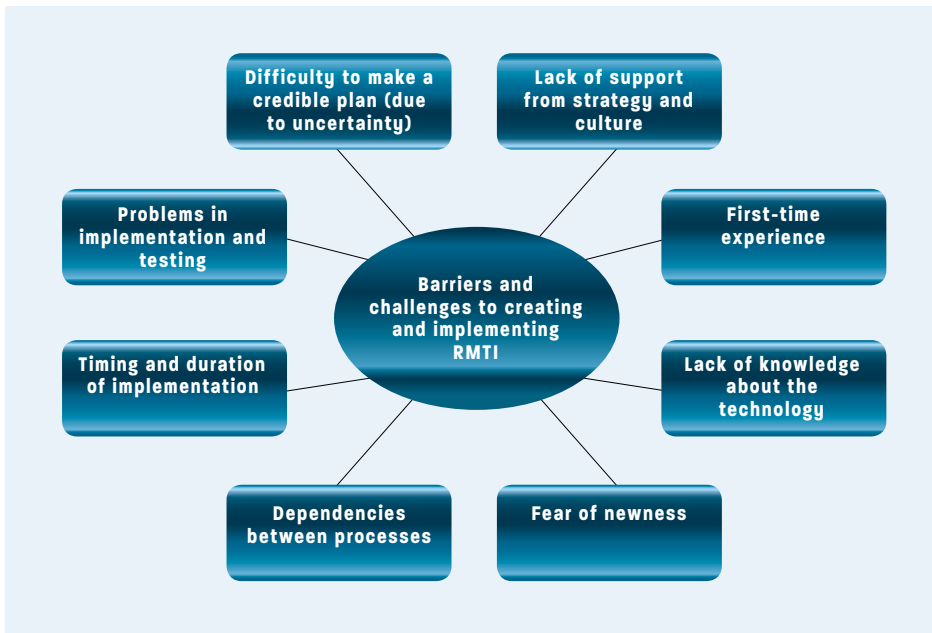 Difficulty to make a
credible plan (due
to uncertainty)
Lack of support
from strategy and
culture
Problems in
implementation and
testing
First-time
experience
Barriers and
challenges to creating
and implementing
RMTI
Timing and duration
of implementation
Lack of knowledge
about the
technology
Dependencies
between processes
Fear of newness